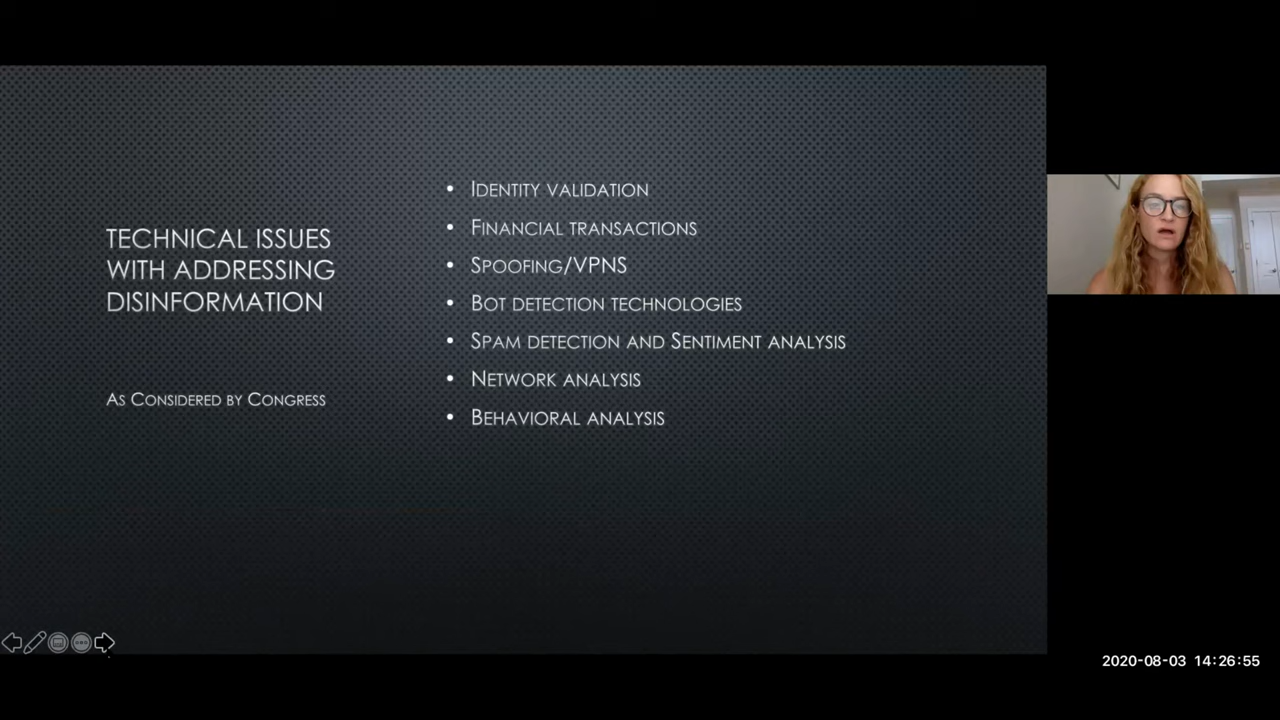 TECHNICAL ISSUES
WITH ADDRESSING
DISINFORMATION
AS CONSIDERED BY CONGRESS
• IDENTITY VALIDATION
• FINANCIAL TRANSACTIONS
• SPOOFING/VPNS
• BOT DETECTION TECHNOLOGIES
• SPAM DETECTION AND SENTIMENT ANALYSIS
• NETWORK ANALYSIS
• BEHAVIORAL ANALYSIS
2020-08-03 14:26:55